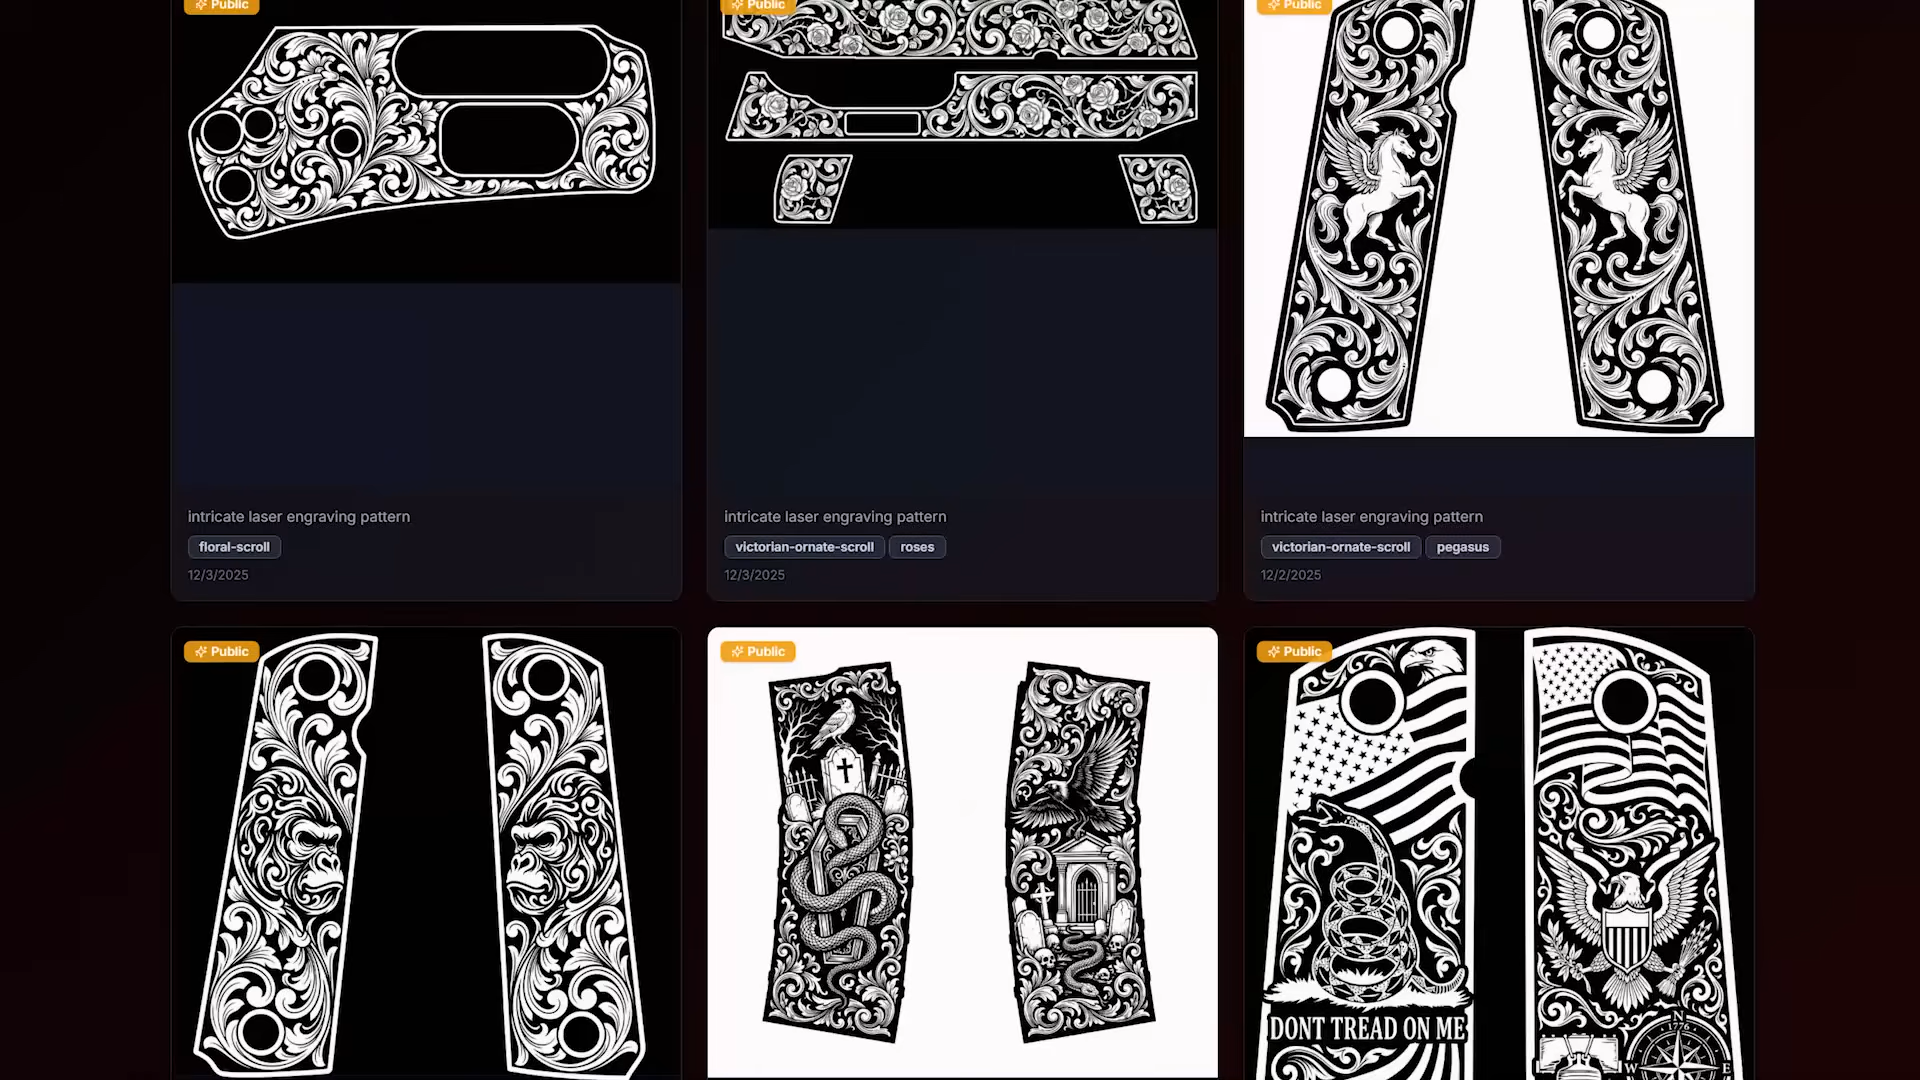 Public
Public
Public
intricate laser engraving pattern
floral-scroll
12/3/2025
intricate laser engraving pattern
victorian-ornate-scroll
roses
12/3/2025
intricate laser engraving pattern
victorian-ornate-scroll
pegasus
12/2/2025
Public
Public
Public
DONT TREAD ON ME
N
1776
W
E